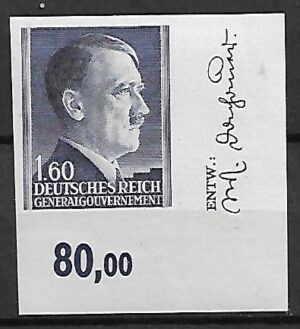 1.60
DEUTSCHES REICH
GENERALGOUVERNEMENT
80,00
ENTW.: